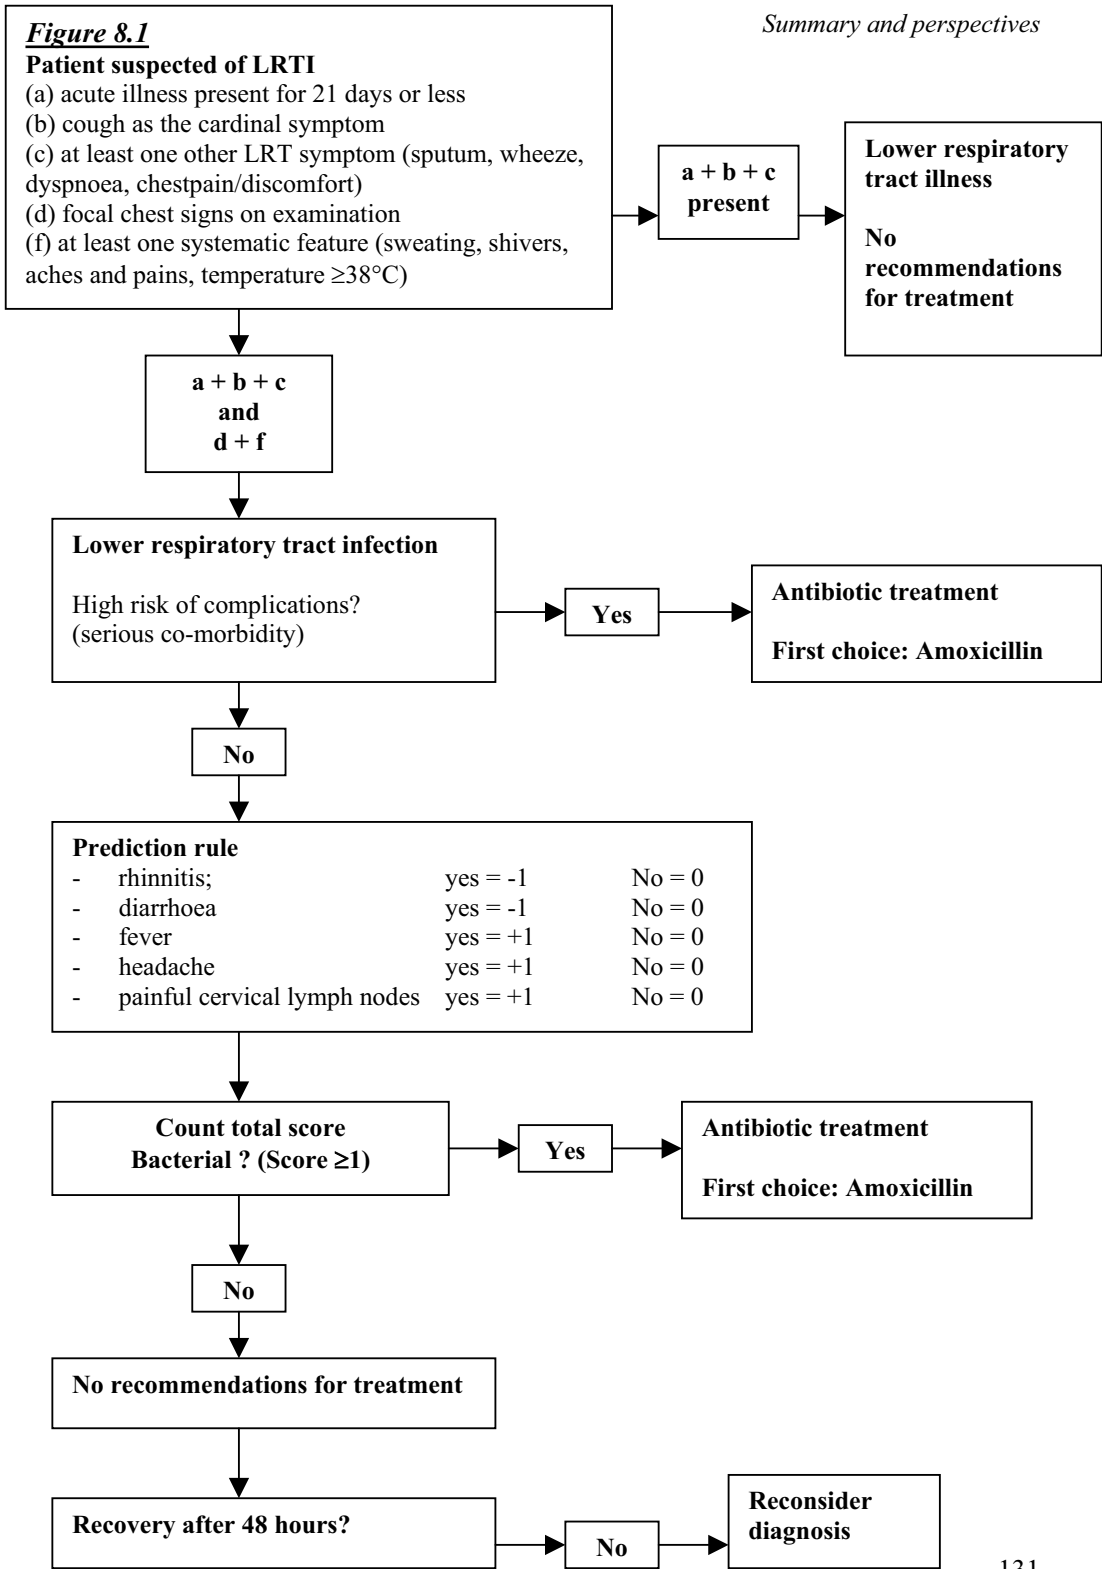 Summary and perspectives
Figure 8.1
Patient suspected of LRTI
(a) acute illness present for 21 days or less
(b) cough as the cardinal symptom
(c) at least one other LRT symptom (sputum, wheeze,
dyspnoea, chestpain/discomfort)
(d) focal chest signs on examination
(f) at least one systematic feature (sweating, shivers,
aches and pains, temperature ≥38°C)
a + b + c
present
Lower respiratory
tract illness
No
recommendations
for treatment
a + b + c
and
d + f
Lower respiratory tract infection
High risk of complications?
(serious co-morbidity)
Yes
Antibiotic treatment
First choice: Amoxicillin
No
Prediction rule
- rhinnitis; yes = -1 No = 0
- diarrhoea yes = -1 No = 0
- fever yes = +1 No = 0
- headache yes = +1 No = 0
- painful cervical lymph nodes yes = +1 No = 0
Count total score
Bacterial ? (Score ≥1)
Yes
Antibiotic treatment
First choice: Amoxicillin
No
No recommendations for treatment
Recovery after 48 hours?
No
Reconsider
diagnosis
131